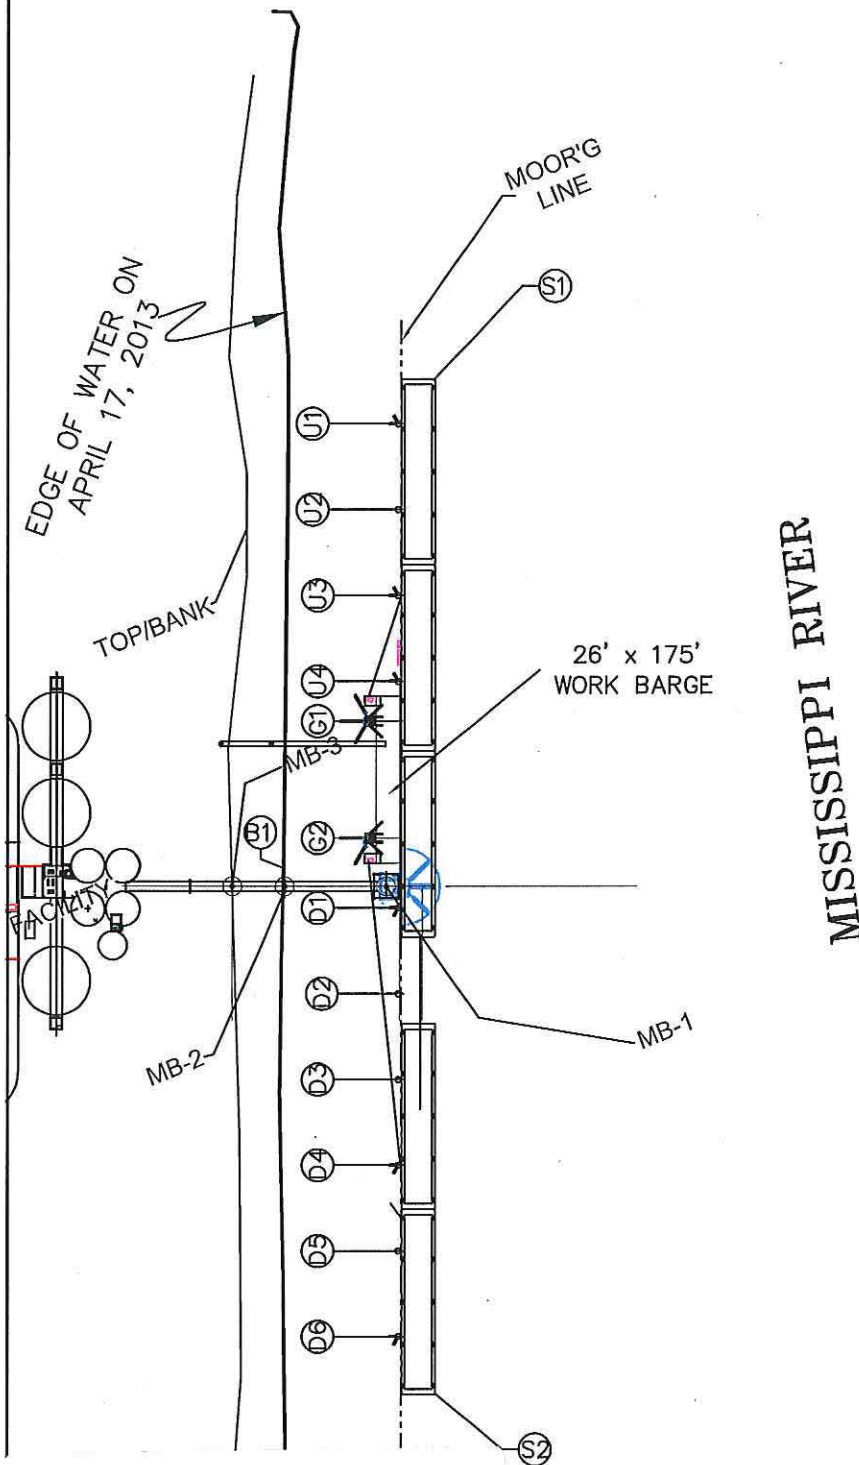 MOOR'G
LINE
S1
EDGE OF WATER ON
APRIL 17, 2013
U1
U2
TOP/BANK
U3
U4
26' x 175'
WORK BARGE
MISSISSIPPI RIVER
G1
MB-3
B1
G2
FACILITY
D1
D2
MB-2
MB-1
D3
D4
D5
D6
S2